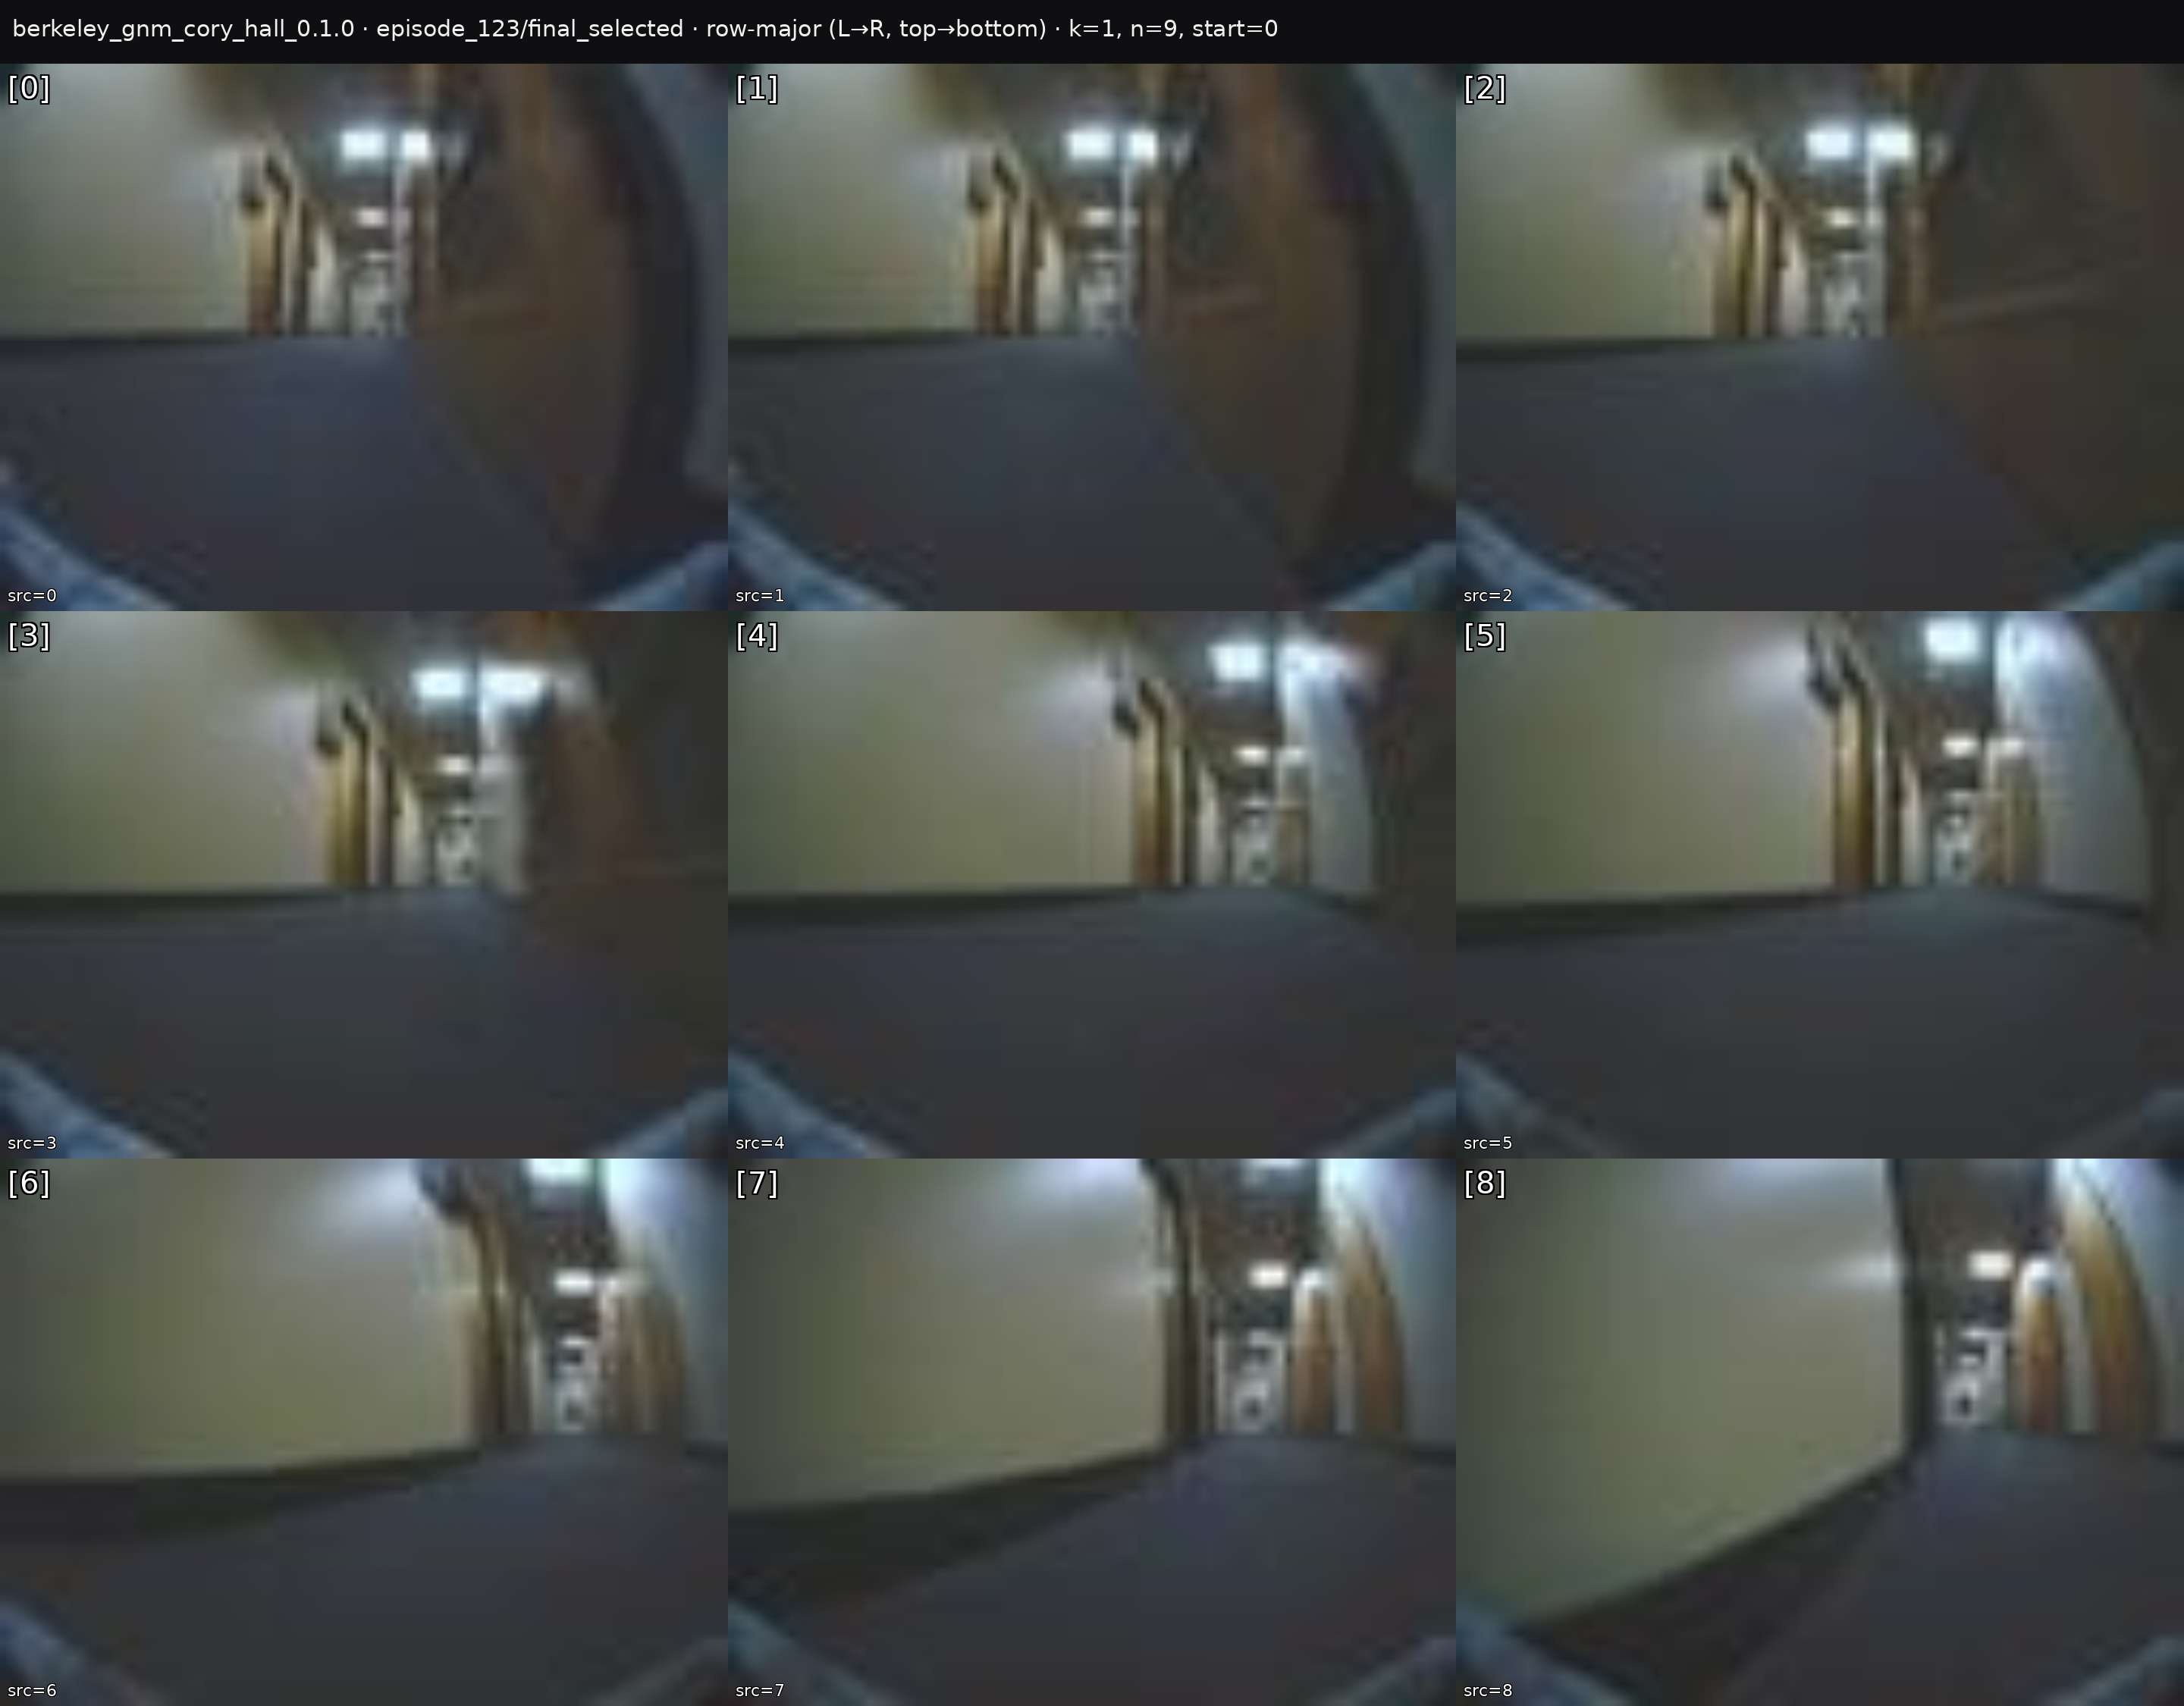 berkeley_gnm_cory_hall_0.1.0 · episode_123/final_selected · row-major (L→R, top→bottom) · k=1, n=9, start=0
[0]
[1]
[2]
src=0
src=1
src=2
[3]
[4]
[5]
src=3
src=4
src=5
[6]
[7]
[8]
src=6
src=7
src=8